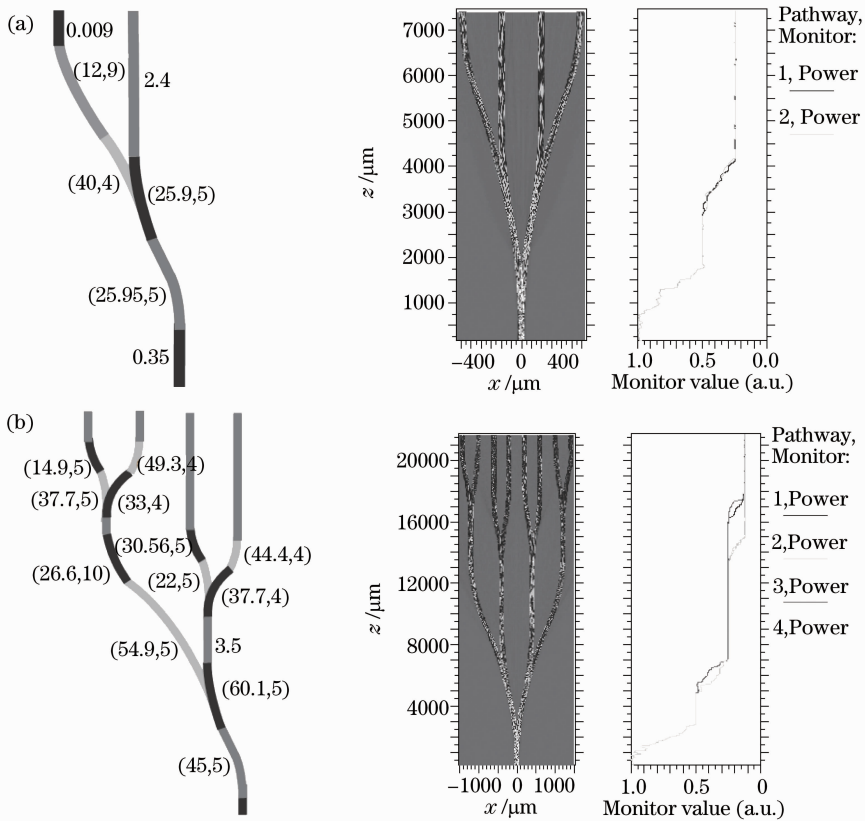 (a)
0.009
(12,9)
2.4
(40,4)
(25.9,5)
(25.95,5)
0.35
7000
6000
5000
4000
3000
2000
1000
z /μm
−400 0 400
x /μm
1.0 0.5 0.0
Monitor value (a.u.)
Pathway,
Monitor:
1, Power
2, Power
(b)
(14.9,5)
(49.3,4)
(37.7,5)
(33,4)
(30.56,5)
(44.4,4)
(26.6,10)
(22,5)
(37.7,4)
(54.9,5)
3.5
(60.1,5)
(45,5)
20000
16000
12000
8000
4000
z /μm
−1000 0 1000
x /μm
1.0 0.5 0
Monitor value (a.u.)
Pathway,
Monitor:
1,Power
2,Power
3,Power
4,Power